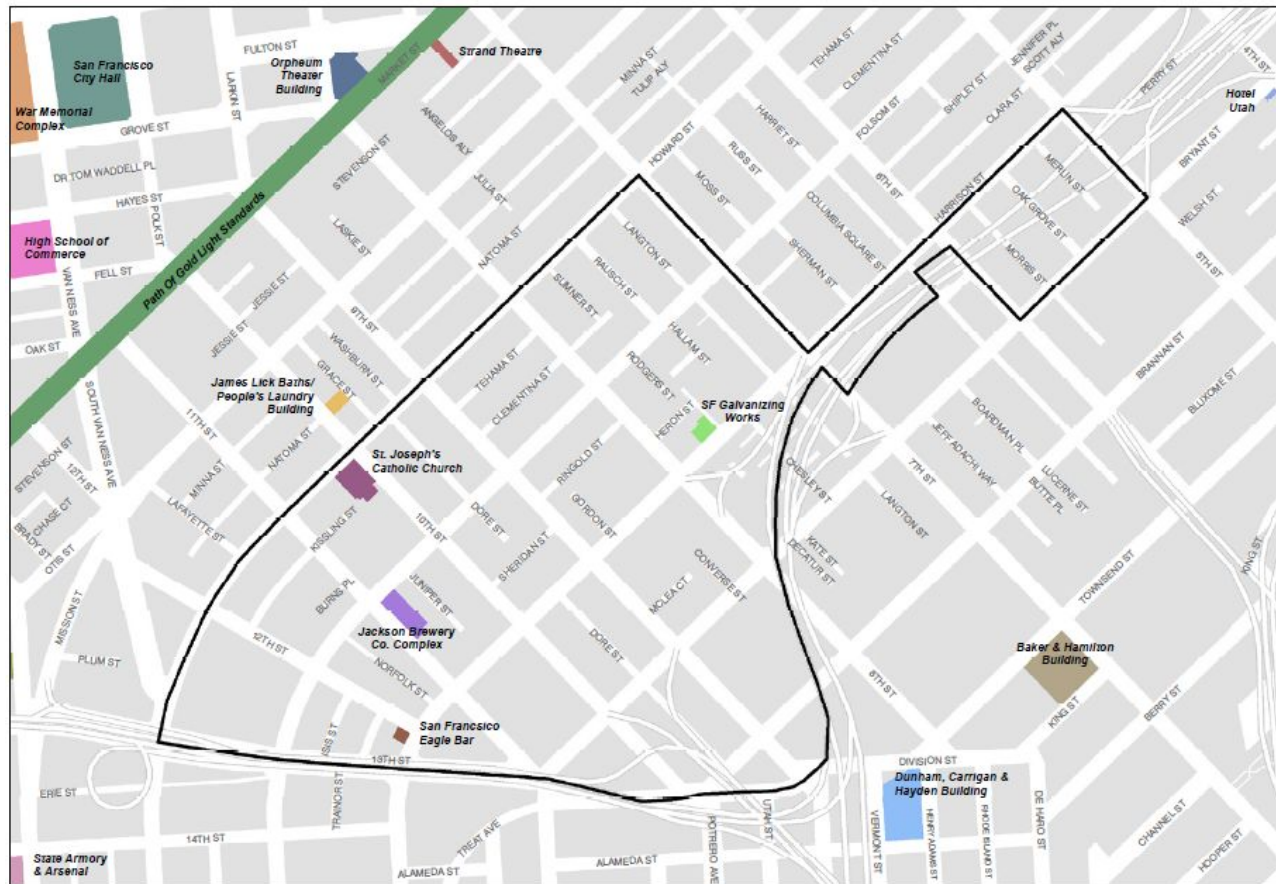 FULTON ST
MARKET ST
Strand Theatre
San Francisco
City Hall
Orpheum
Theater
Building
LARKIN ST
War Memorial
Complex
GROVE ST
DR TOM WADDELL PL
HAYES ST
POLK ST
High School of
Commerce
FELL ST
VAN NESS AVE
OAK ST
SOUTH VAN NESS AVE
Path Of Gold Light Standards
STEVENSON ST
ANGELOS ALY
JULIA ST
LASKIE ST
NATOMA ST
JESSIE ST
JESSIE ST
9TH ST
WASHBURN ST
GRACE ST
James Lick Baths/
People's Laundry
Building
11TH ST
NATOMA ST
MINNA ST
LAFAYETTE ST
STEVENSON ST
12TH ST
CHASE CT
BRADY ST
OTIS ST
MISSION ST
PLUM ST
ERIE ST
14TH ST
State Armory
& Arsenal
MINNA ST
TULIP ALY
TEHAMA ST
CLEMENTINA ST
HOWARD ST
RUSS ST
MOSS ST
HARRIET ST
FOLSOM ST
SHIPLEY ST
CLARA ST
JENNIFER PL
SCOTT ALY
4TH ST
PERRY ST
Hotel
Utah
BRYANT ST
6TH ST
COLUMBIA SQUARE ST
SHERMAN ST
HARRISON ST
MERLIN ST
OAK GROVE ST
MORRIS ST
WELSH ST
5TH ST
BRANNAN ST
BLUXOME ST
LANGTON ST
RAUSCH ST
SUMNER ST
HALLAM ST
RODGERS ST
HERON ST
TEHAMA ST
CLEMENTINA ST
SF Galvanizing
Works
St. Joseph's
Catholic Church
RINGOLD ST
GORDON ST
DORE ST
10TH ST
KISSLING ST
SHERIDAN ST
BURNS PL
JUNIPER ST
Jackson Brewery
Co. Complex
12TH ST
NORFOLK ST
San Francsico
Eagle Bar
ISIS ST
13TH ST
TRAINOR ST
TREAT AVE
ALAMEDA ST
ALAMEDA ST
DORE ST
MOLEA CT
CONVERSE ST
CHESLEY ST
KATE ST
DECATUR ST
LANGTON ST
7TH ST
JEFF ADACHI WAY
BOARDMAN PL
LUCERNE ST
BUTTE PL
TOWNSEND ST
KING ST
8TH ST
Baker & Hamilton
Building
KING ST
BERRY ST
DIVISION ST
Dunham, Carrigan &
Hayden Building
POTRERO AVE
UTAH ST
VERMONT ST
HENRY ADAMS ST
RHODE ISLAND ST
DE HARO ST
CHANNEL ST
HOOPER ST